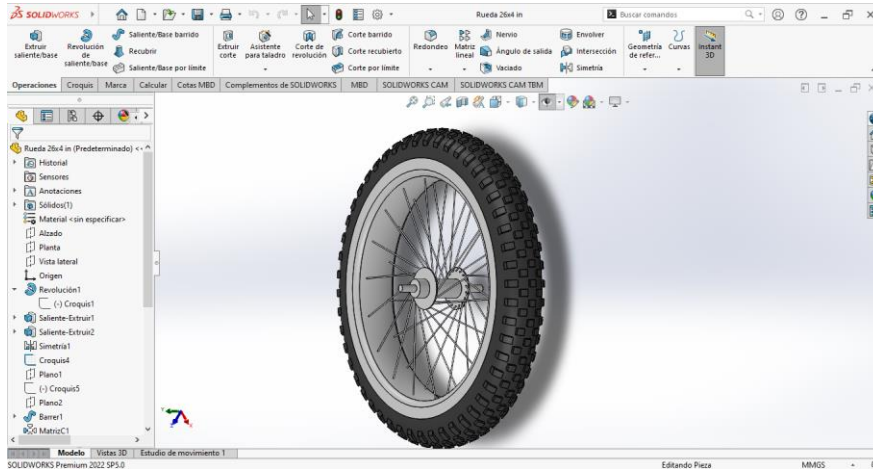 SOLIDWORKS
Rueda 26x4 in
Buscar comandos
Extruir saliente/base
Revolución de saliente/base
Saliente/Base barrido
Recubrir
Saliente/Base por límite
Extruir corte
Asistente para taladro
Corte de revolución
Corte barrido
Corte recubierto
Corte por límite
Redondeo
Matriz lineal
Nervio
Ángulo de salida
Vaciado
Envolver
Intersección
Simetría
Geometría de refer...
Curvas
Instant 3D
Operaciones Croquis Marca Calcular Cotas MBD Complementos de SOLIDWORKS MBD SOLIDWORKS CAM SOLIDWORKS CAM TBM
Rueda 26x4 in (Predeterminado) <<
Historial
Sensores
Anotaciones
Sólidos(1)
Material <sin especificar>
Alzado
Planta
Vista lateral
Origen
Revolución1
(-) Croquis1
Saliente-Extruir1
Saliente-Extruir2
Simetría1
Croquis4
Plano1
(-) Croquis5
Plano2
Barrer1
MatrizC1
Modelo Vistas 3D Estudio de movimiento 1
SOLIDWORKS Premium 2022 SP5.0 Editando Pieza MMGS